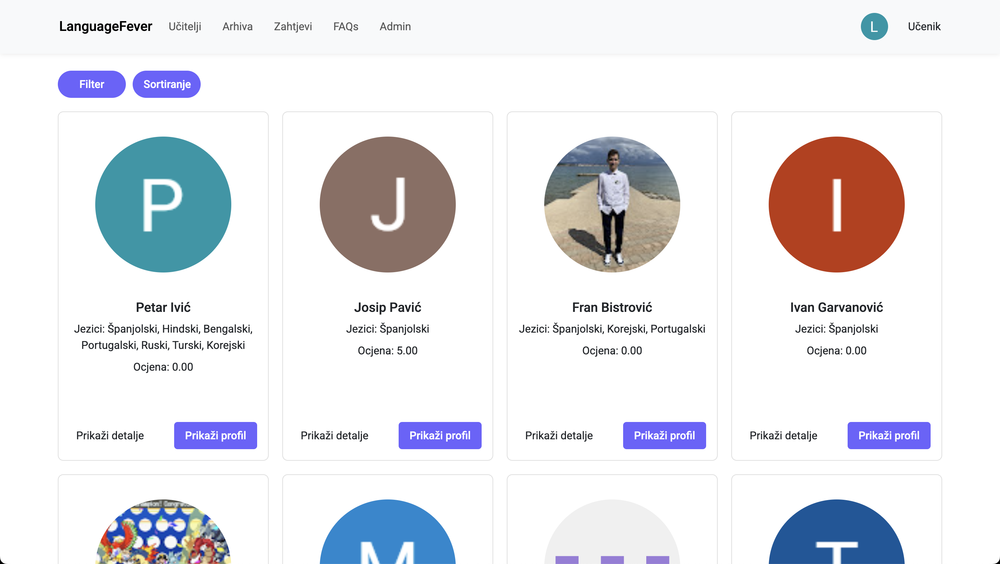 LanguageFever Učitelji Arhiva Zahtjevi FAQs Admin L Učenik
Filter Sortiranje
P J I
Petar Ivić
Jezici: Španjolski, Hindski, Bengalski,
Portugalski, Ruski, Turski, Korejski
Ocjena: 0.00
Prikaži detalje Prikaži profil
Josip Pavić
Jezici: Španjolski
Ocjena: 5.00
Prikaži detalje Prikaži profil
Fran Bistrović
Jezici: Španjolski, Korejski, Portugalski
Ocjena: 0.00
Prikaži detalje Prikaži profil
Ivan Garvanović
Jezici: Španjolski
Ocjena: 0.00
Prikaži detalje Prikaži profil
M T